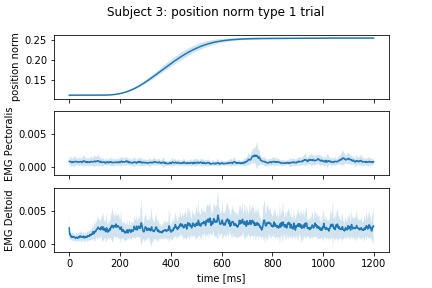 Subject 3: position norm type 1 trial
position norm
0.25
0.20
0.15
EMG Pectoralis
0.005
0.000
EMG Deltoid
0.005
0.000
0 200 400 600 800 1000 1200
time [ms]